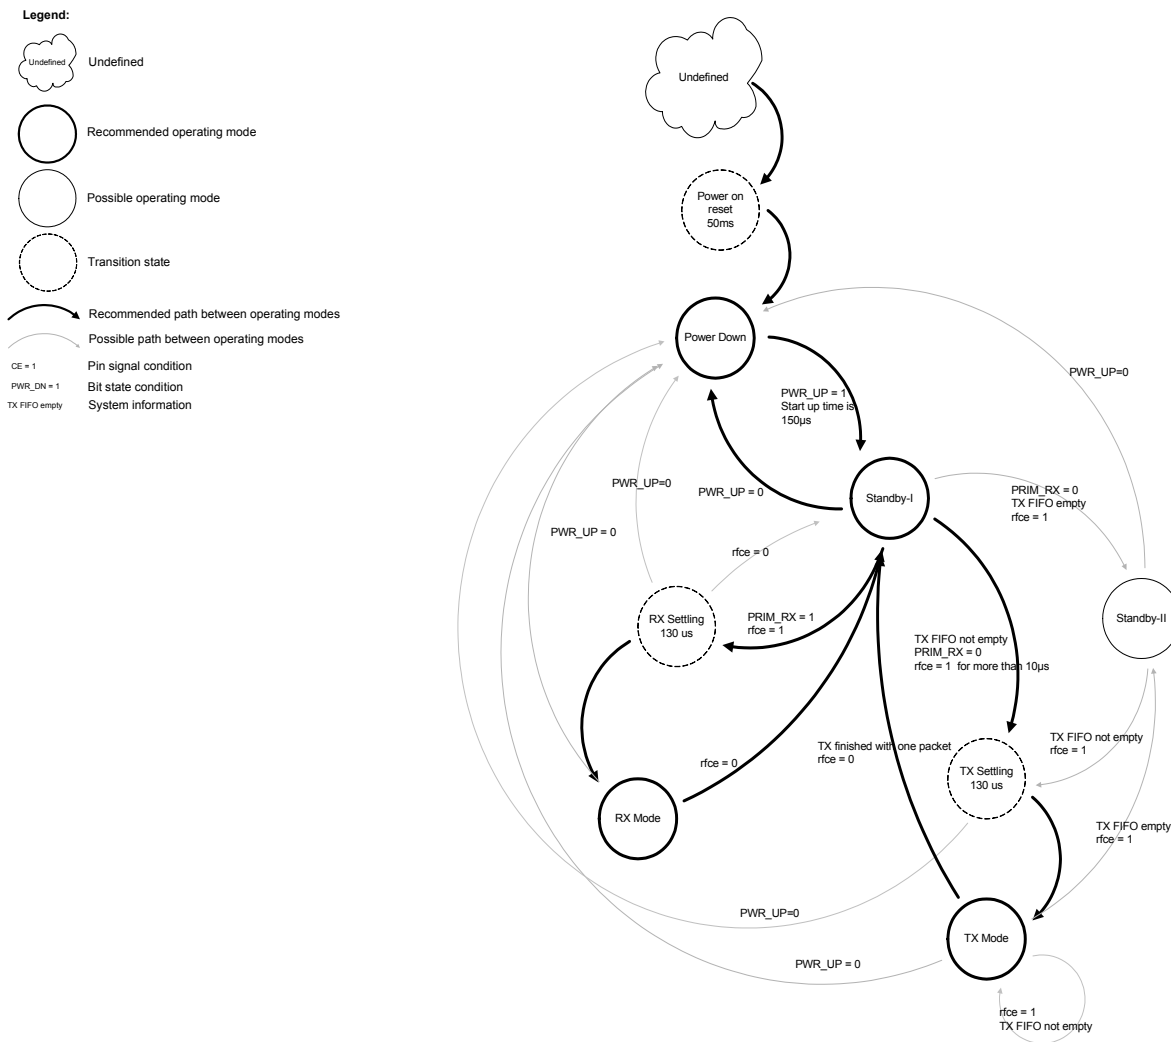 Legend:
Undefined
Undefined
Recommended operating mode
Possible operating mode
Transition state
Recommended path between operating modes
Possible path between operating modes
CE = 1
Pin signal condition
PWR_DN = 1
Bit state condition
TX FIFO empty
System information
Undefined
Power on
reset
50ms
Power Down
PWR_UP=0
PWR_UP = 1
Start up time is
150µs
PWR_UP=0
PWR_UP = 0
Standby-I
PRIM_RX = 0
TX FIFO empty
rfce = 1
PWR_UP = 0
rfce = 0
RX Settling
130 us
PRIM_RX = 1
rfce = 1
Standby-II
TX FIFO not empty
PRIM_RX = 0
rfce = 1  for more than 10µs
TX FIFO not empty
rfce = 1
TX finished with one packet
rfce = 0
rfce = 0
TX Settling
130 us
RX Mode
TX FIFO empty
rfce = 1
PWR_UP=0
TX Mode
PWR_UP = 0
rfce = 1
TX FIFO not empty